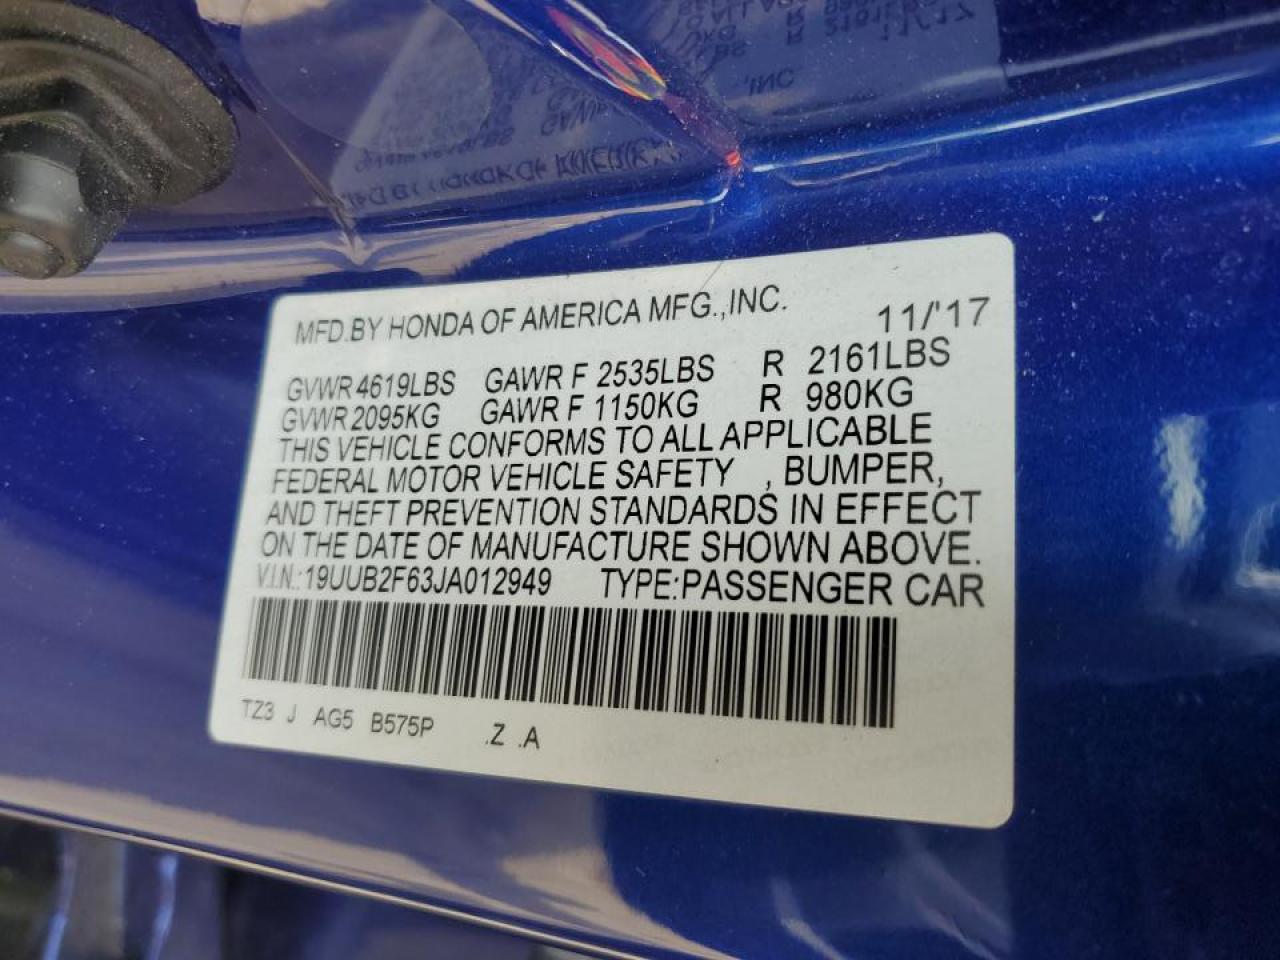 MFD.BY HONDA OF AMERICA MFG.,INC. 11/'17
GVWR 4619LBS GAWR F 2535LBS R 2161LBS
GVWR 2095KG GAWR F 1150KG R 980KG
THIS VEHICLE CONFORMS TO ALL APPLICABLE
FEDERAL MOTOR VEHICLE SAFETY , BUMPER,
AND THEFT PREVENTION STANDARDS IN EFFECT
ON THE DATE OF MANUFACTURE SHOWN ABOVE.
V.I.N.:19UUB2F63JA012949 TYPE:PASSENGER CAR
TZ3 J AG5 B575P .Z .A